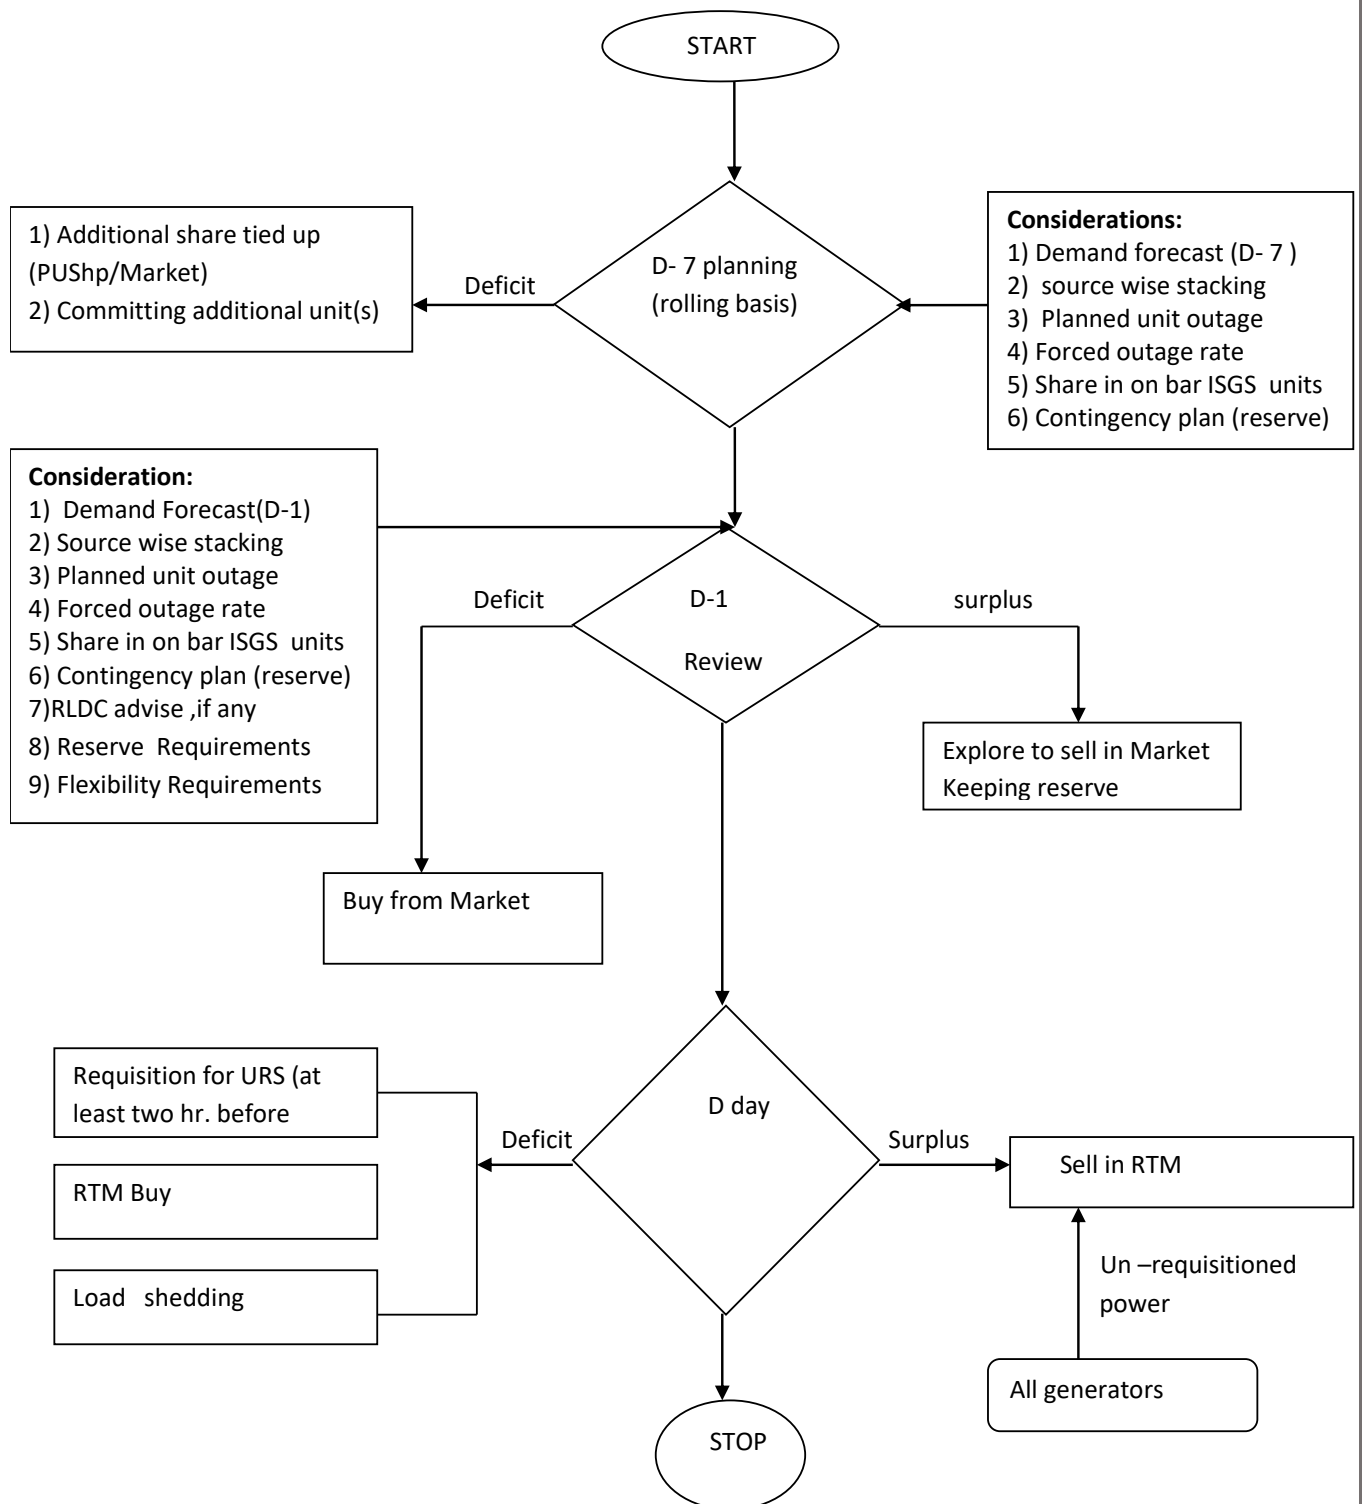 START
1) Additional share tied up
(PUShp/Market)
2) Committing additional unit(s)
Deficit
D- 7 planning
(rolling basis)
Considerations:
1) Demand forecast (D- 7 )
2)  source wise stacking
3)  Planned unit outage
4) Forced outage rate
5) Share in on bar ISGS  units
6) Contingency plan (reserve)
Consideration:
1)  Demand Forecast(D-1)
2) Source wise stacking
3) Planned unit outage
4) Forced outage rate
5) Share in on bar ISGS  units
6) Contingency plan (reserve)
7)RLDC advise ,if any
8) Reserve  Requirements
9) Flexibility Requirements
Deficit
D-1
Review
surplus
Explore to sell in Market
Keeping reserve
Buy from Market
Requisition for URS (at
least two hr. before
RTM Buy
Load   shedding
Deficit
D day
Surplus
Sell in RTM
Un –requisitioned
power
All generators
STOP